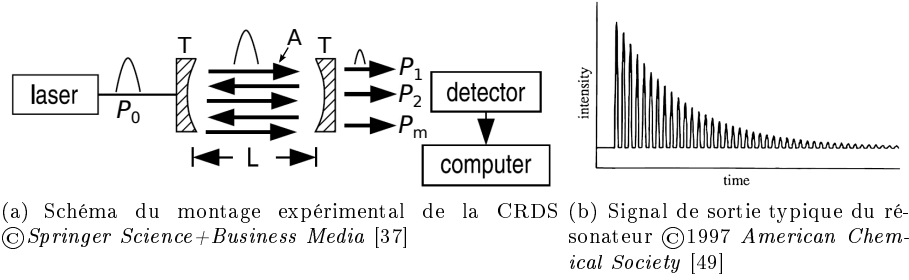 T A T
laser P0 P1
P2 detector
Pm
L computer
intensity
time
(a) Schéma du montage expérimental de la CRDS
©Springer Science+Business Media [37]
(b) Signal de sortie typique du ré-
sonateur ©1997 American Chem-
ical Society [49]